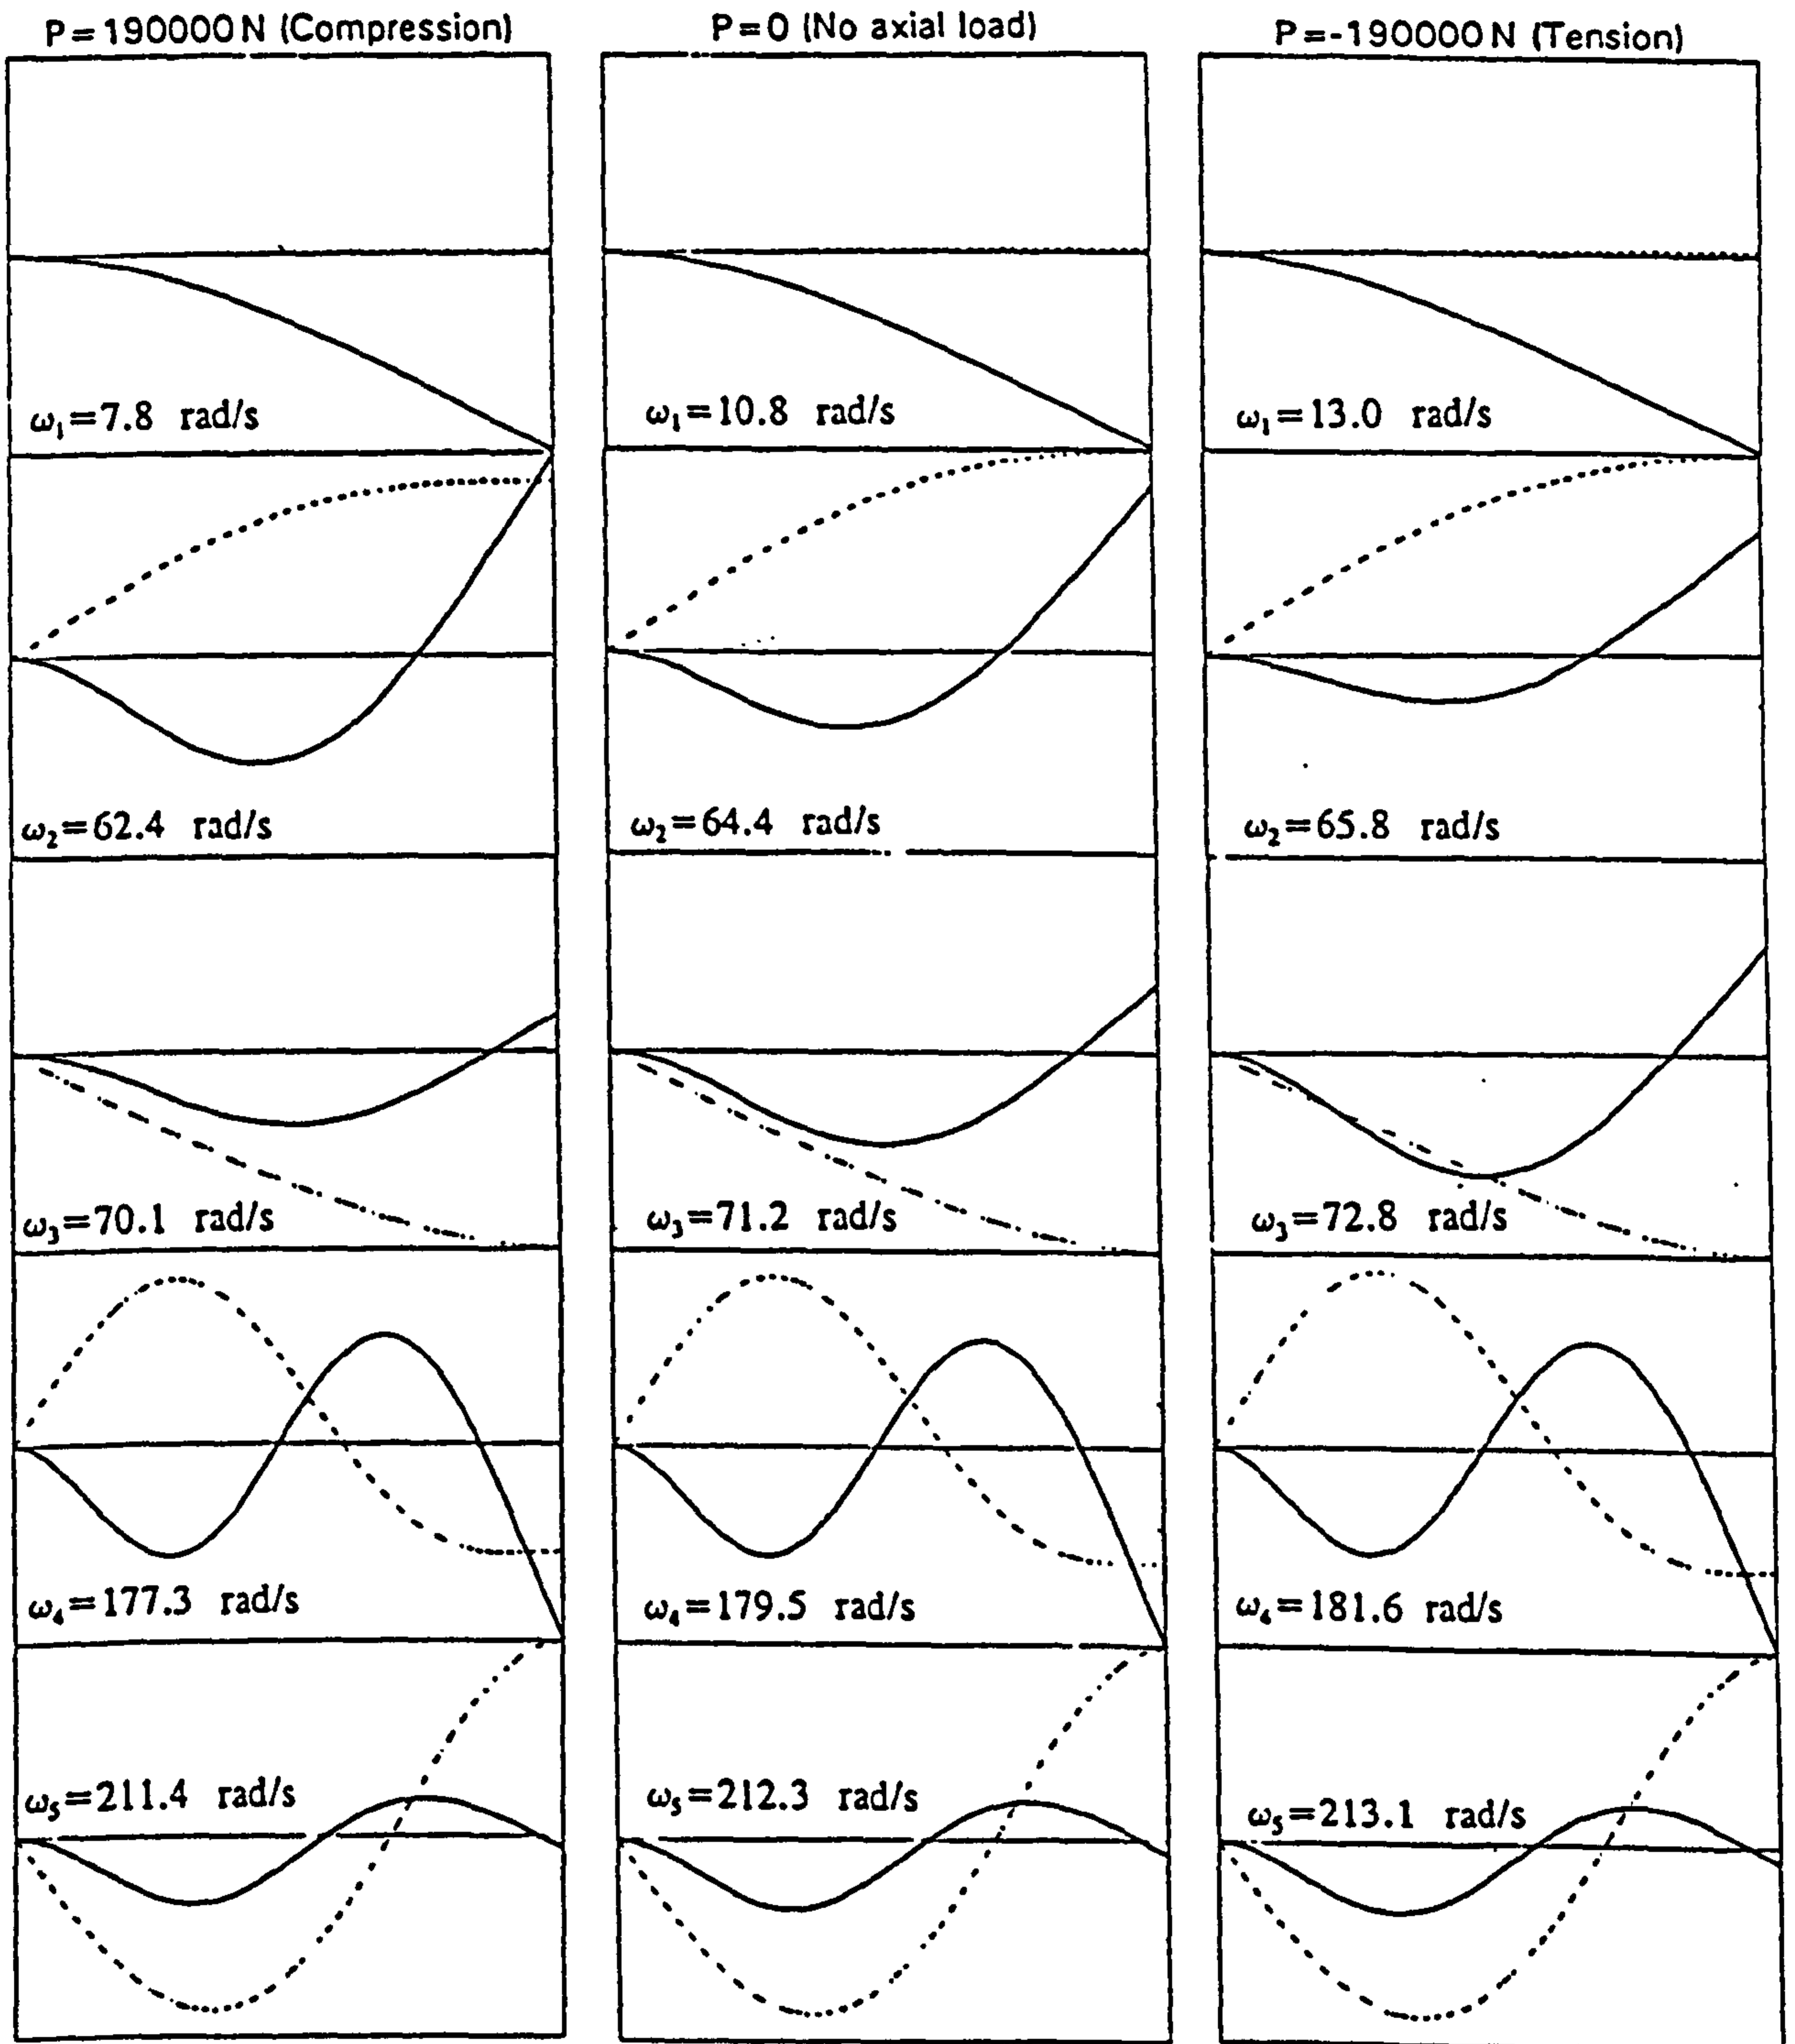 P=190000N (Compression)
P=0 (No axial load)
P=-190000N (Tension)
ω₁=7.8 rad/s
ω₁=10.8 rad/s
ω₁=13.0 rad/s
ω₂=62.4 rad/s
ω₂=64.4 rad/s
ω₂=65.8 rad/s
ω₃=70.1 rad/s
ω₃=71.2 rad/s
ω₃=72.8 rad/s
ω₄=177.3 rad/s
ω₄=179.5 rad/s
ω₄=181.6 rad/s
ω₅=211.4 rad/s
ω₅=212.3 rad/s
ω₅=213.1 rad/s